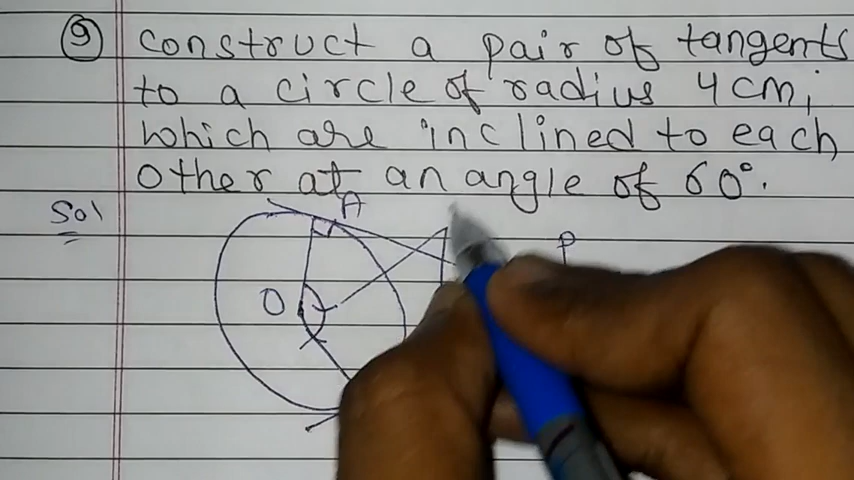 9 construct a pair of tangents
to a circle of radius 4cm,
which are inclined to each
other at an angle of 60°.
Sol
A
P
O